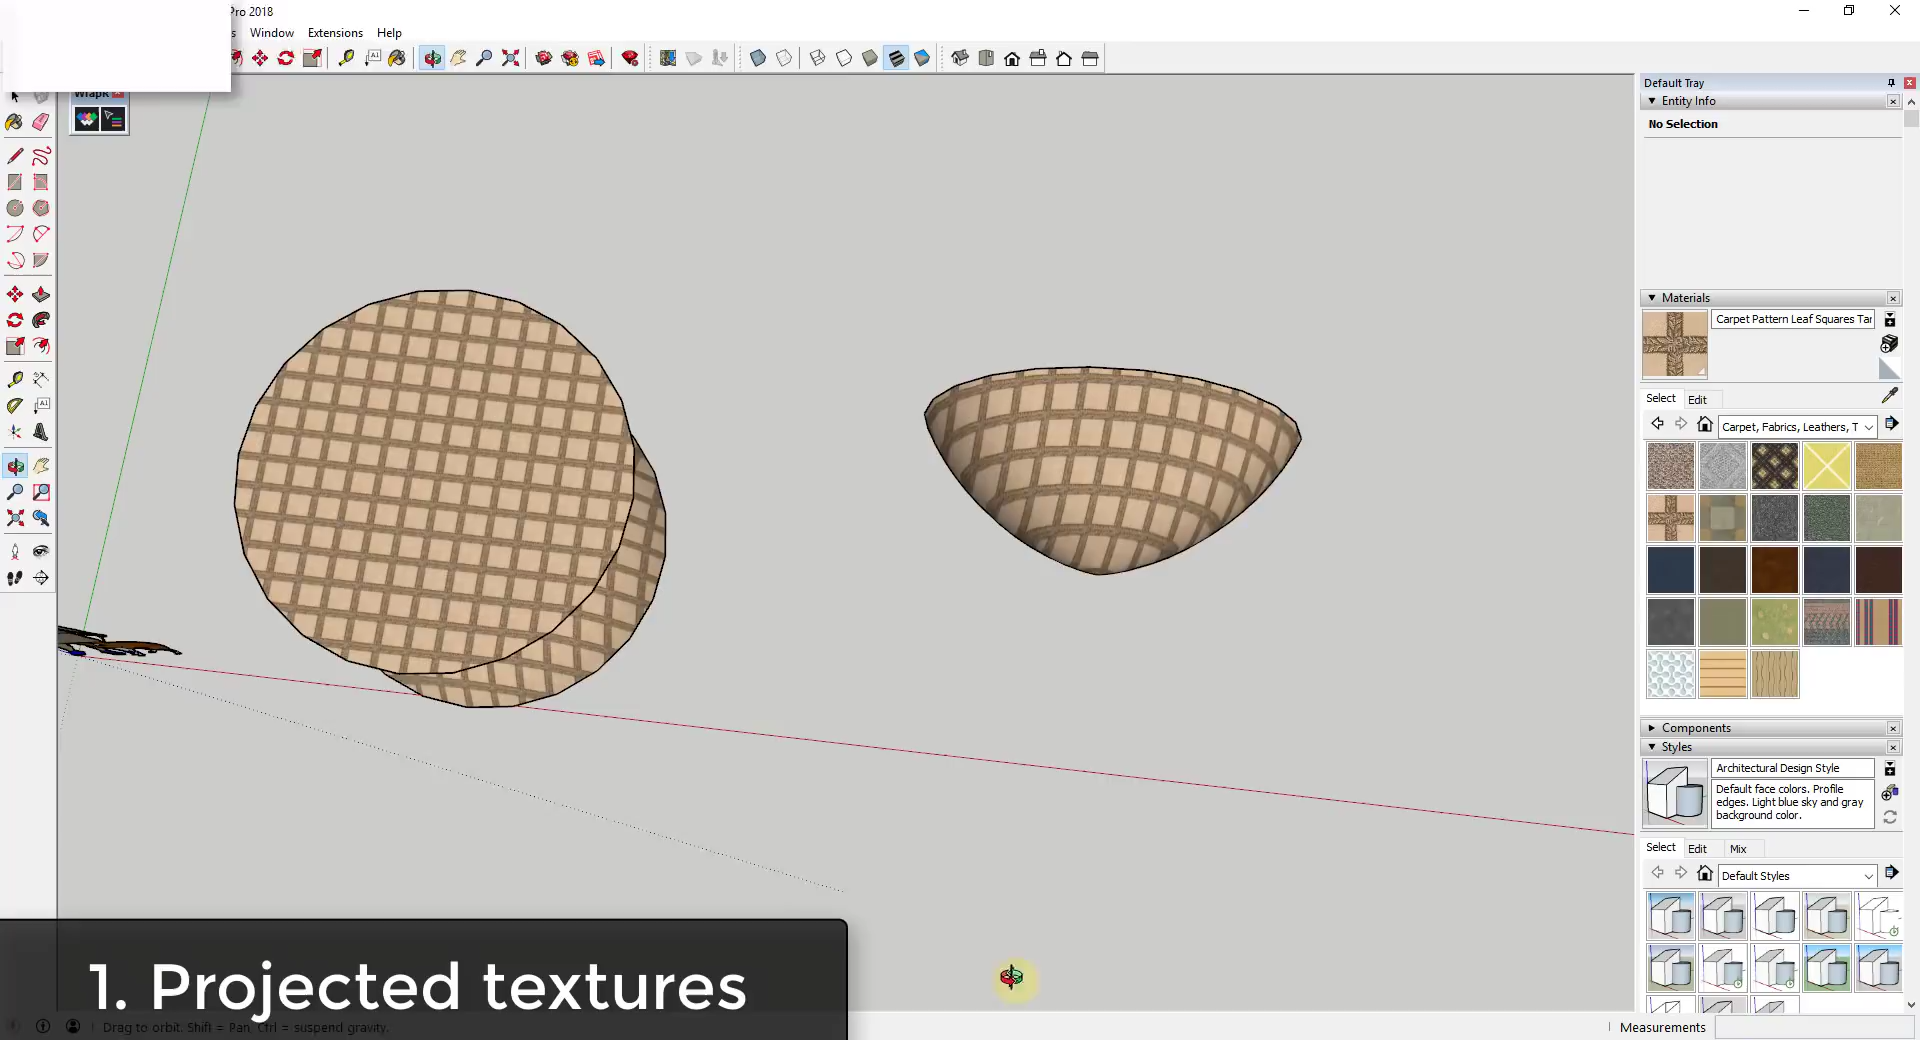 Pro 2018
s Window Extensions Help
WrapR
Default Tray
Entity Info
No Selection
Materials
Carpet Pattern Leaf Squares Tar
Select Edit
Carpet, Fabrics, Leathers, T
Components
Styles
Architectural Design Style
Default face colors. Profile
edges. Light blue sky and gray
background color.
Select Edit Mix
Default Styles
1. Projected textures
Drag to orbit. Shift = Pan, Ctrl = suspend gravity.
Measurements